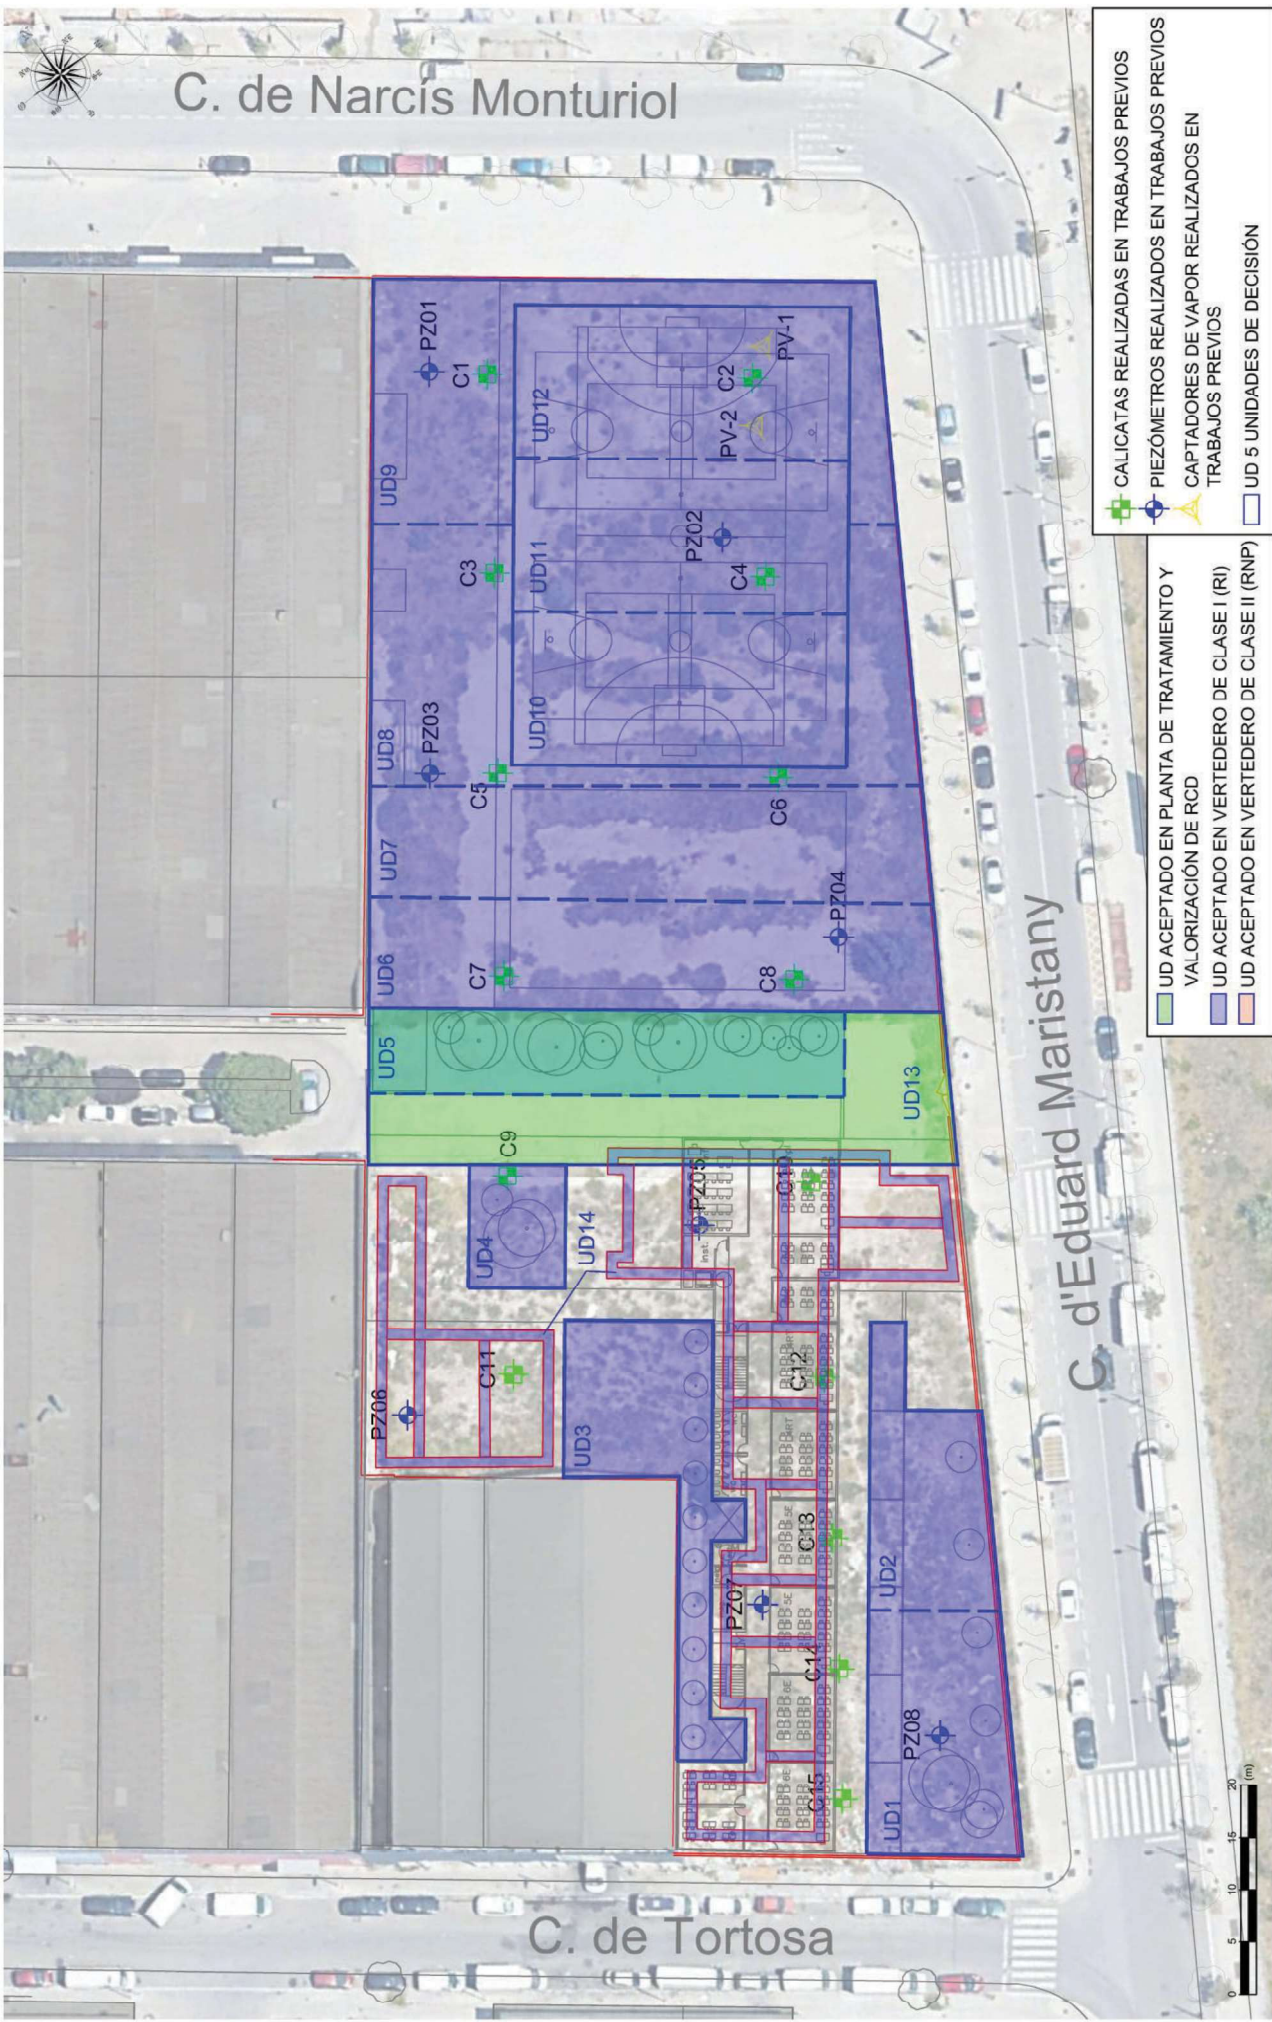 C. de Narcís Monturiol
PZ01
C1
UD9
UD12
C2
PV-1
PV-2
C3
UD11
PZ02
C4
UD8
PZ03
UD10
C5
C6
UD7
PZ04
UD6
C7
C8
UD5
UD13
C9
UD4
UD14
PZ05
C10
inst.
PZ06
C11
UD3
C12
C13
PZ07
C14
C15
UD2
PZ08
UD1
5E
5E
6E
6E
C. d'Eduard Maristany
C. de Tortosa
CALICATAS REALIZADAS EN TRABAJOS PREVIOS
PIEZÓMETROS REALIZADOS EN TRABAJOS PREVIOS
CAPTADORES DE VAPOR REALIZADOS EN
TRABAJOS PREVIOS
UD 5 UNIDADES DE DECISIÓN
UD ACEPTADO EN PLANTA DE TRATAMIENTO Y
VALORIZACIÓN DE RCD
UD ACEPTADO EN VERTEDERO DE CLASE I (RI)
UD ACEPTADO EN VERTEDERO DE CLASE II (RNP)
0 5 10 15 20 (m)